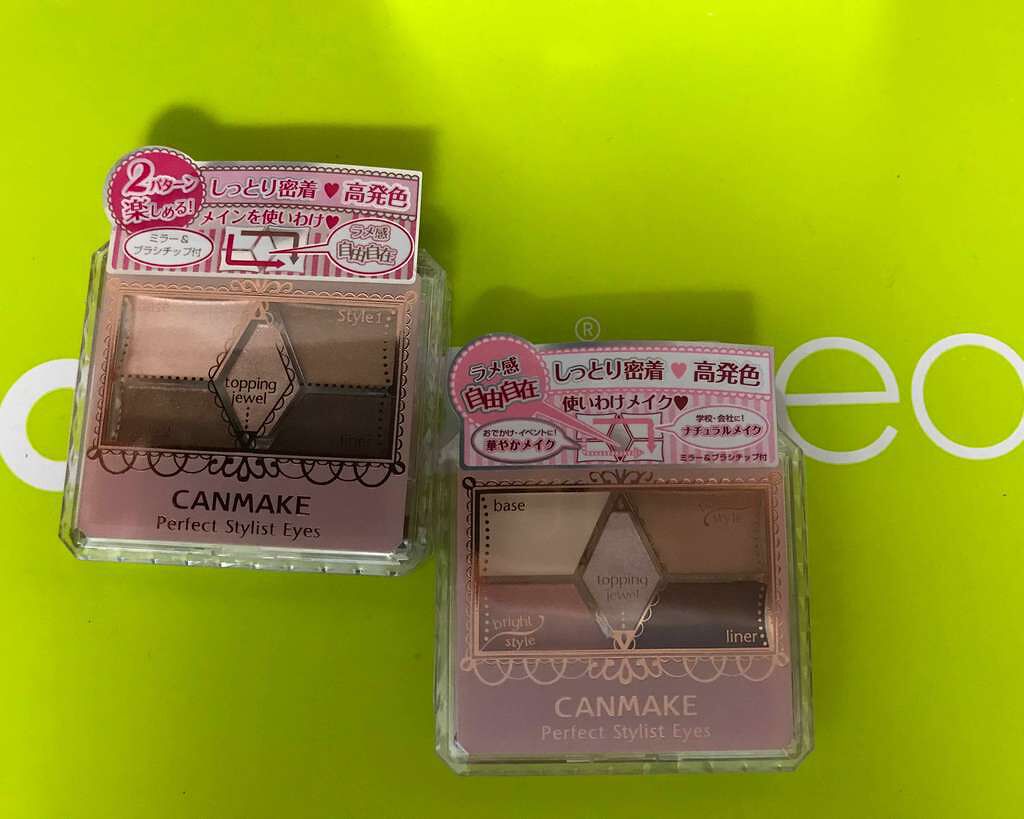 2パターン
楽しめる!
しっとり密着♥高発色
メインを使いわけ♥
ミラー&
ブラシチップ付
ラメ感
自由自在
base
Style1
topping
jewel
liner
CANMAKE
Perfect Stylist Eyes
®
eo
ラメ感
自由自在
しっとり密着♥高発色
使いわけメイク♥
おでかけ・イベントに!
華やかメイク
学校・会社に!
ナチュラルメイク
ミラー&ブラシチップ付
base
style
topping
jewel
bright
style
liner
CANMAKE
Perfect Stylist Eyes